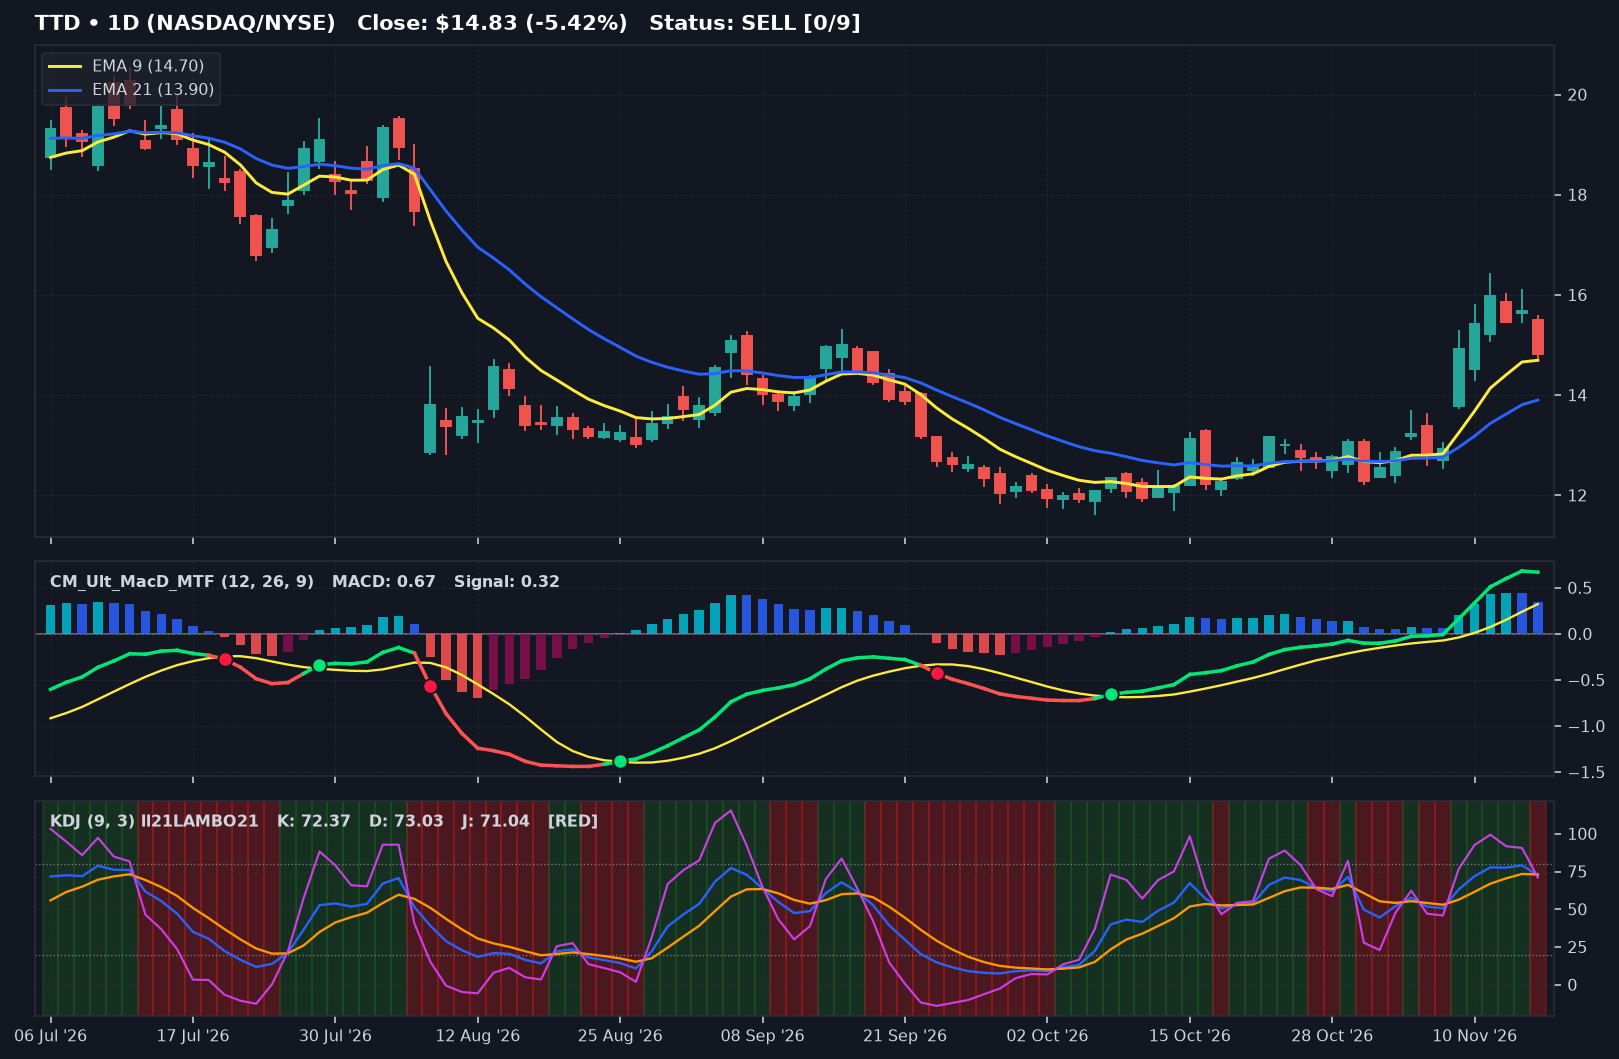 TTD • 1D (NASDAQ/NYSE)   Close: $14.83 (-5.42%)   Status: SELL [0/9]
EMA 9 (14.70)
EMA 21 (13.90)
20
18
16
14
12
CM_Ult_MacD_MTF (12, 26, 9)   MACD: 0.67   Signal: 0.32
0.5
0.0
−0.5
−1.0
−1.5
KDJ (9, 3) II21LAMBO21   K: 72.37   D: 73.03   J: 71.04   [RED]
100
75
50
25
0
06 Jul '26
17 Jul '26
30 Jul '26
12 Aug '26
25 Aug '26
08 Sep '26
21 Sep '26
02 Oct '26
15 Oct '26
28 Oct '26
10 Nov '26